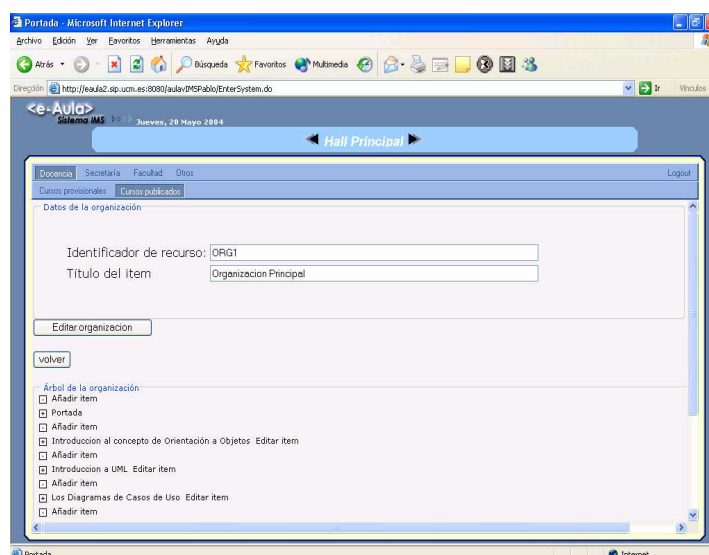 Portada - Microsoft Internet Explorer
Archivo Edición Ver Favoritos Herramientas Ayuda
Atrás Búsqueda Favoritos Multimedia
Dirección http://eaula2.sip.ucm.es:8080/aulavIMSPablo/EnterSystem.do Ir Vínculos
<e-Aula>
Sistema IMS Jueves, 20 Mayo 2004
Hall Principal
Docencia Secretaría Facultad Otros Logout
Cursos provisionales Cursos publicados
Datos de la organización
Identificador de recurso: ORG1
Título del item Organizacion Principal
Editar organizacion
volver
Árbol de la organización
Añadir item
Portada
Añadir item
Introduccion al concepto de Orientación a Objetos Editar item
Añadir item
Introduccion a UML Editar item
Añadir item
Los Diagramas de Casos de Uso Editar item
Añadir item
Portada Internet